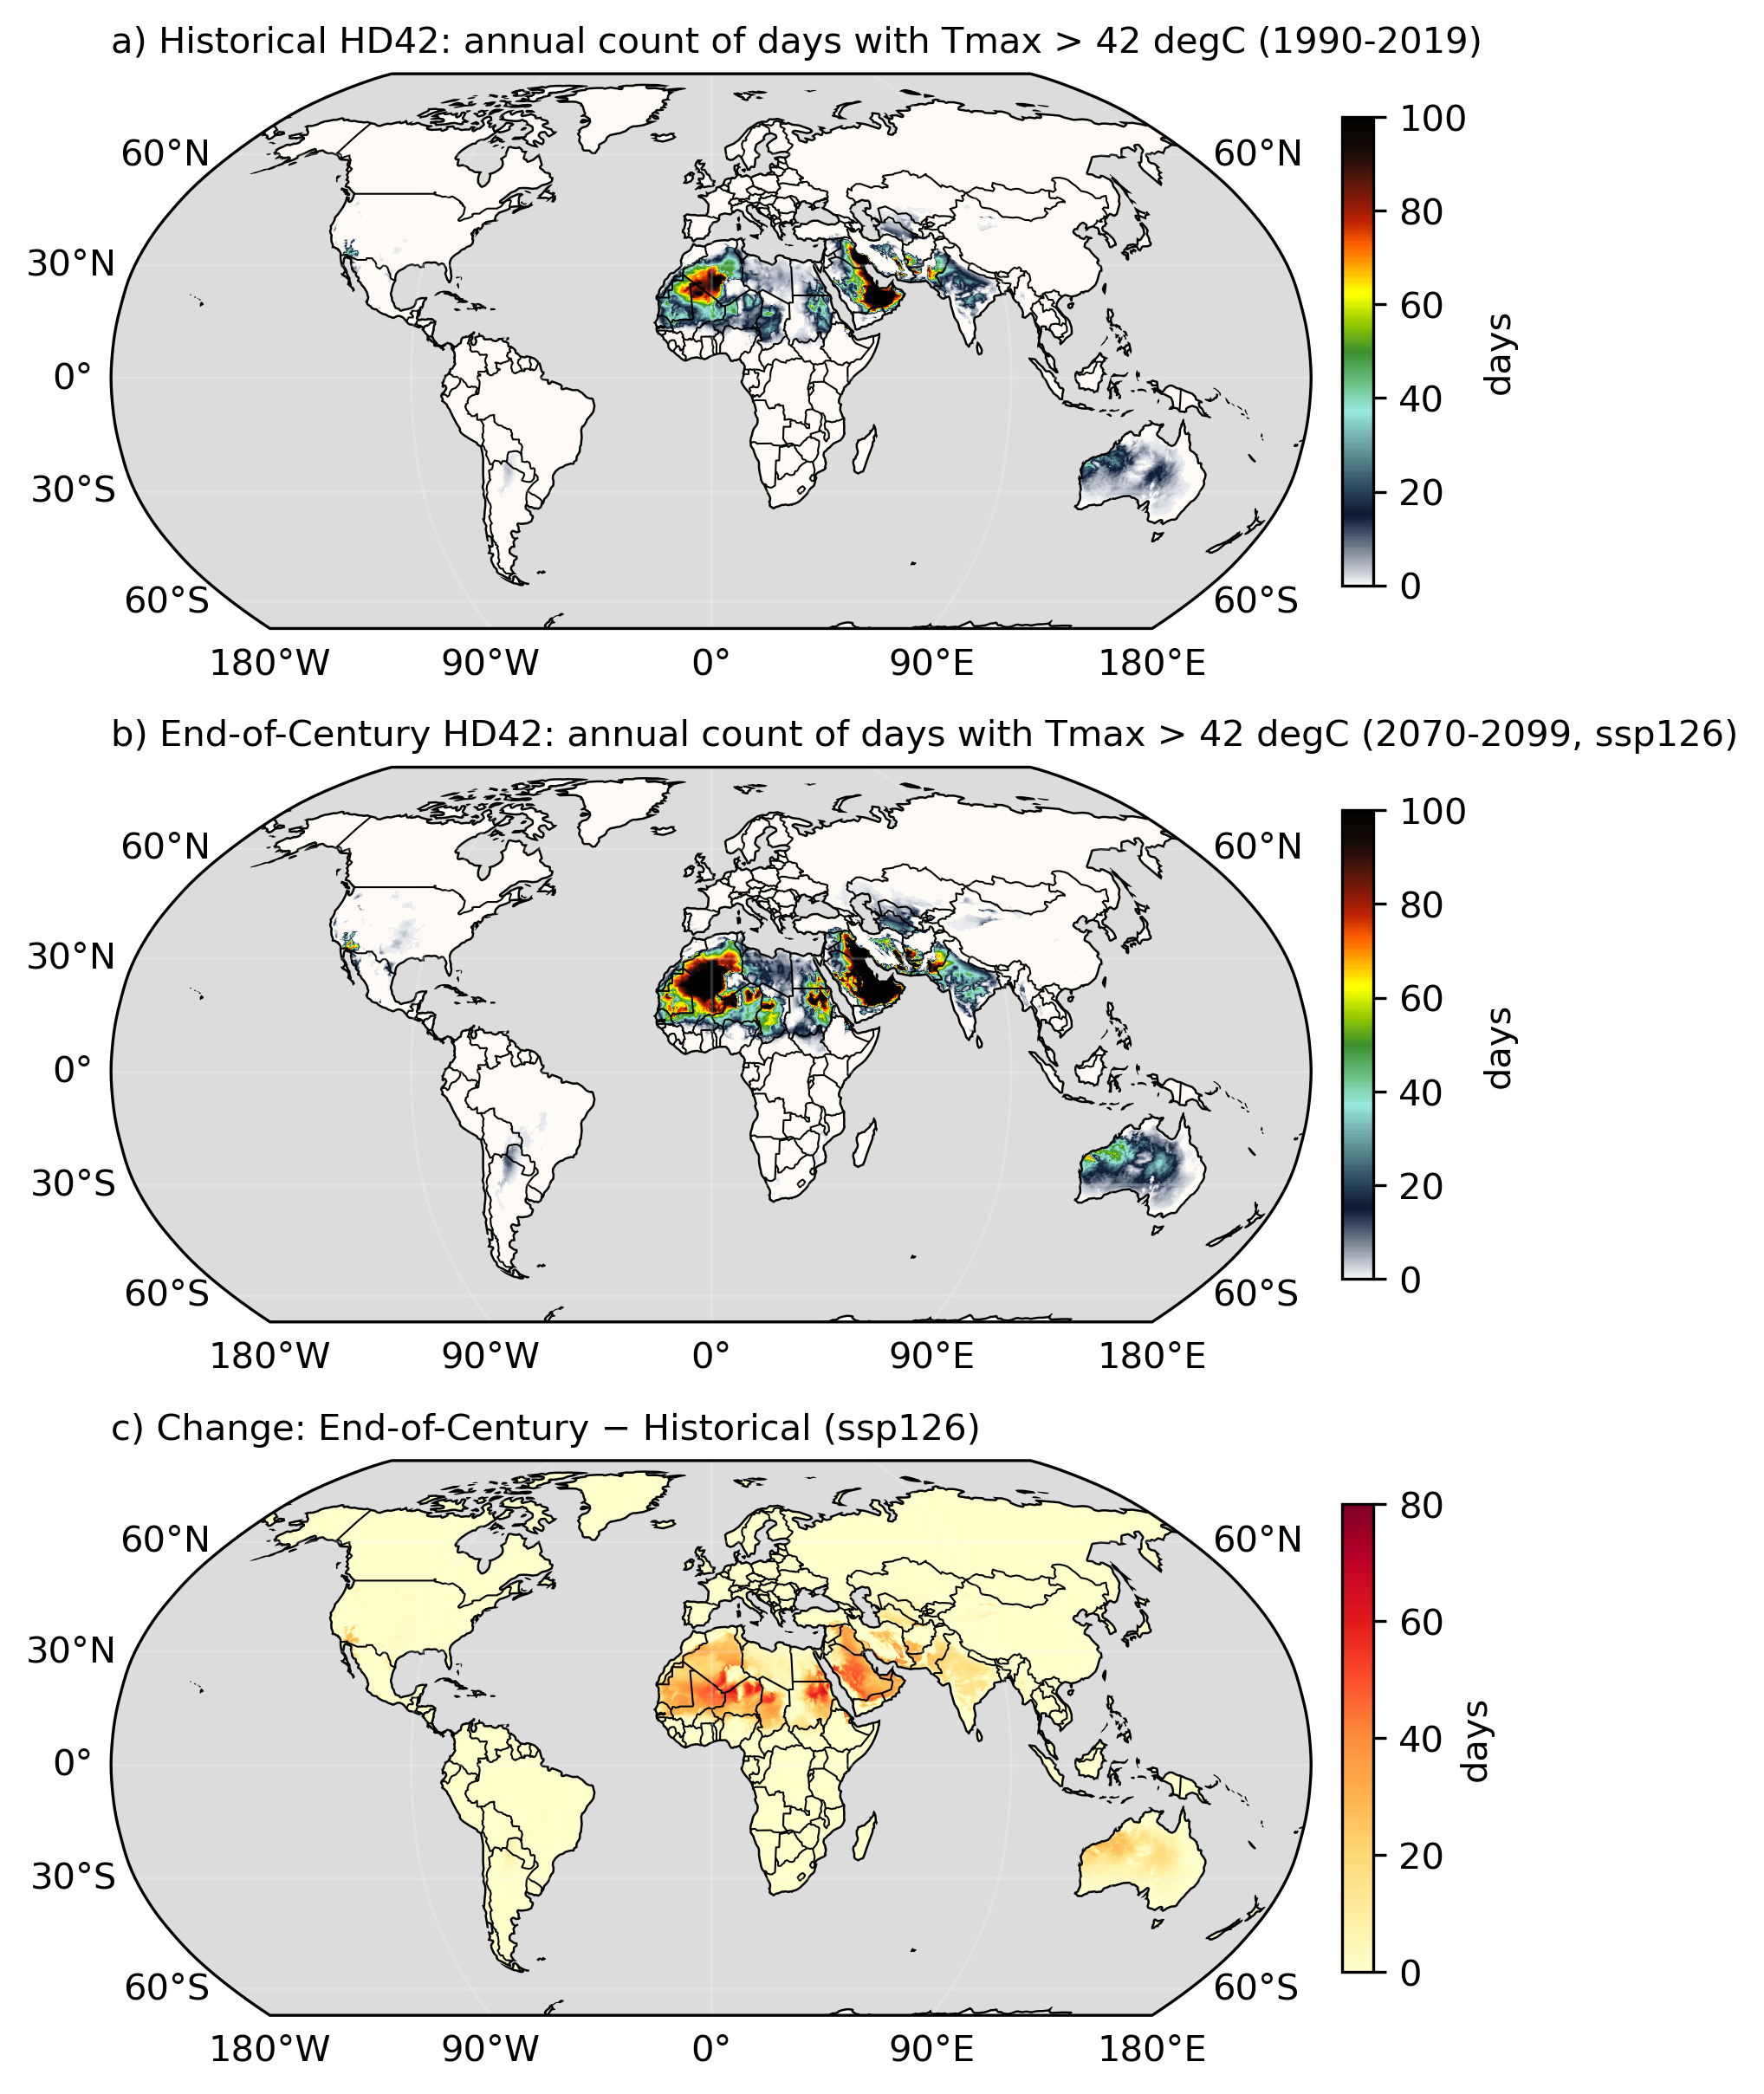 a) Historical HD42: annual count of days with Tmax > 42 degC (1990-2019)
60°N 60°N
30°N
0°
30°S
60°S 60°S
180°W 90°W 0° 90°E 180°E
100
80
60
40
20
0
days
b) End-of-Century HD42: annual count of days with Tmax > 42 degC (2070-2099, ssp126)
60°N 60°N
30°N
0°
30°S
60°S 60°S
180°W 90°W 0° 90°E 180°E
100
80
60
40
20
0
days
c) Change: End-of-Century − Historical (ssp126)
60°N 60°N
30°N
0°
30°S
60°S 60°S
180°W 90°W 0° 90°E 180°E
80
60
40
20
0
days